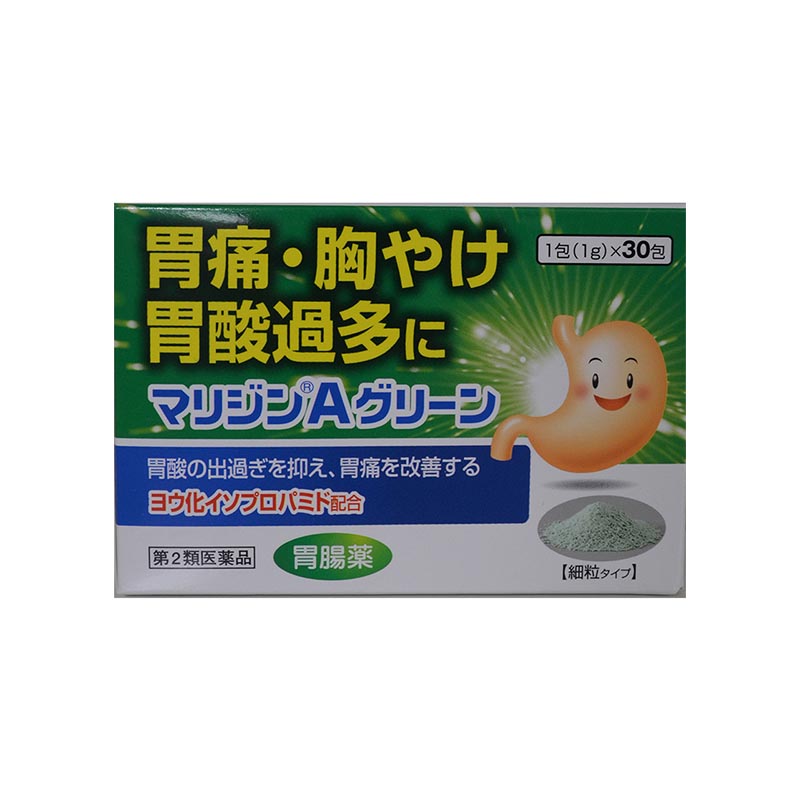 胃痛・胸やけ
胃酸過多に
1包(1g)×30包
マリジン®Aグリーン
胃酸の出過ぎを抑え、胃痛を改善する
ヨウ化イソプロパミド配合
第2類医薬品
胃腸薬
【細粒タイプ】